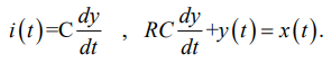 i(t)=C dy/dt , RC dy/dt +y(t)=x(t).